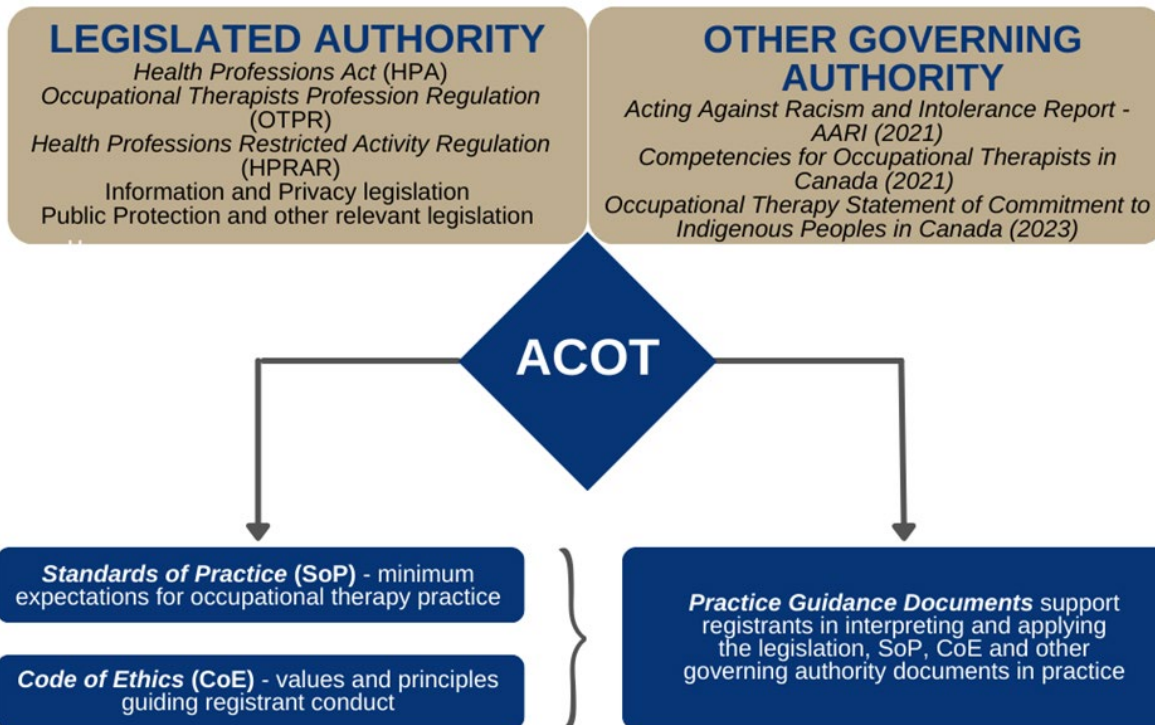 LEGISLATED AUTHORITY
Health Professions Act (HPA)
Occupational Therapists Profession Regulation
(OTPR)
Health Professions Restricted Activity Regulation
(HPRAR)
Information and Privacy legislation
Public Protection and other relevant legislation
OTHER GOVERNING
AUTHORITY
Acting Against Racism and Intolerance Report -
AARI (2021)
Competencies for Occupational Therapists in
Canada (2021)
Occupational Therapy Statement of Commitment to
Indigenous Peoples in Canada (2023)
ACOT
Standards of Practice (SoP) - minimum
expectations for occupational therapy practice
Code of Ethics (CoE) - values and principles
guiding registrant conduct
Practice Guidance Documents support
registrants in interpreting and applying
the legislation, SoP, CoE and other
governing authority documents in practice